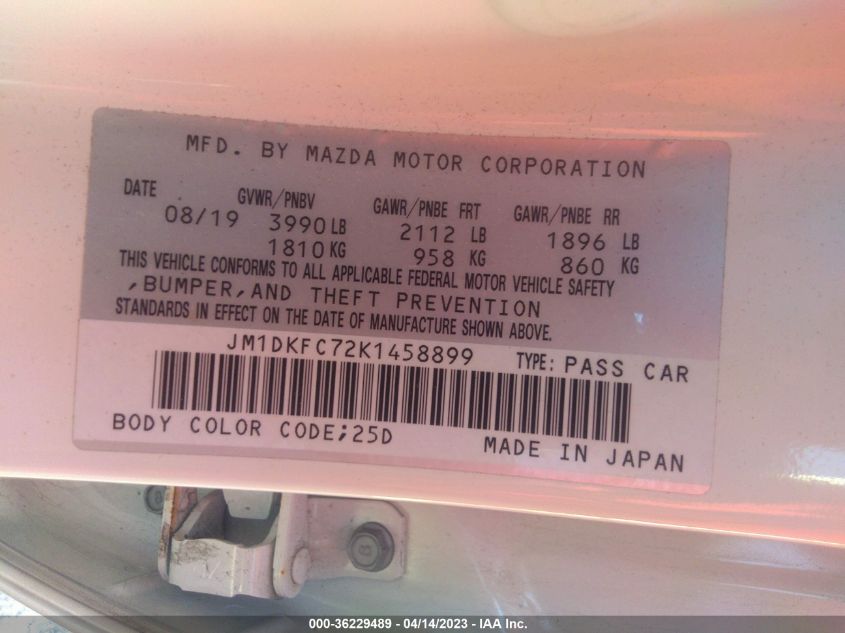 MFD. BY MAZDA MOTOR CORPORATION
DATE GVWR/PNBV GAWR/PNBE FRT GAWR/PNBE RR
08/19 3990 LB 2112 LB 1896 LB
1810 KG 958 KG 860 KG
THIS VEHICLE CONFORMS TO ALL APPLICABLE FEDERAL MOTOR VEHICLE SAFETY
,BUMPER,AND THEFT PREVENTION
STANDARDS IN EFFECT ON THE DATE OF MANUFACTURE SHOWN ABOVE.
JM1DKFC72K1458899 TYPE: PASS CAR
BODY COLOR CODE;25D MADE IN JAPAN
8
000-36229489 - 04/14/2023 - IAA Inc.